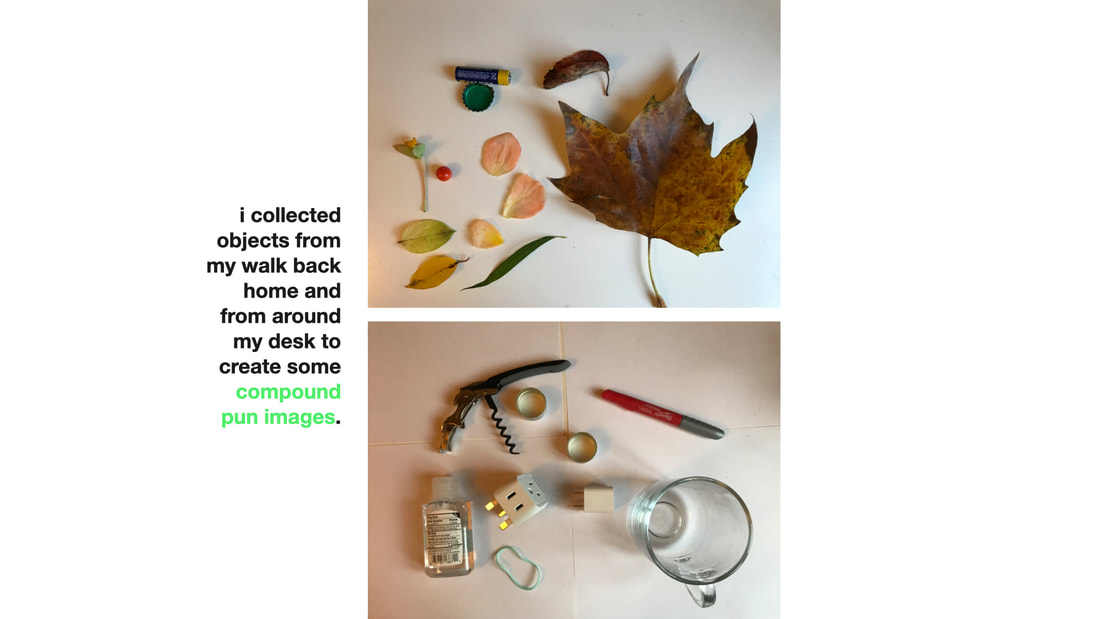 i collected
objects from
my walk back
home and
from around
my desk to
create some
compound
pun images.